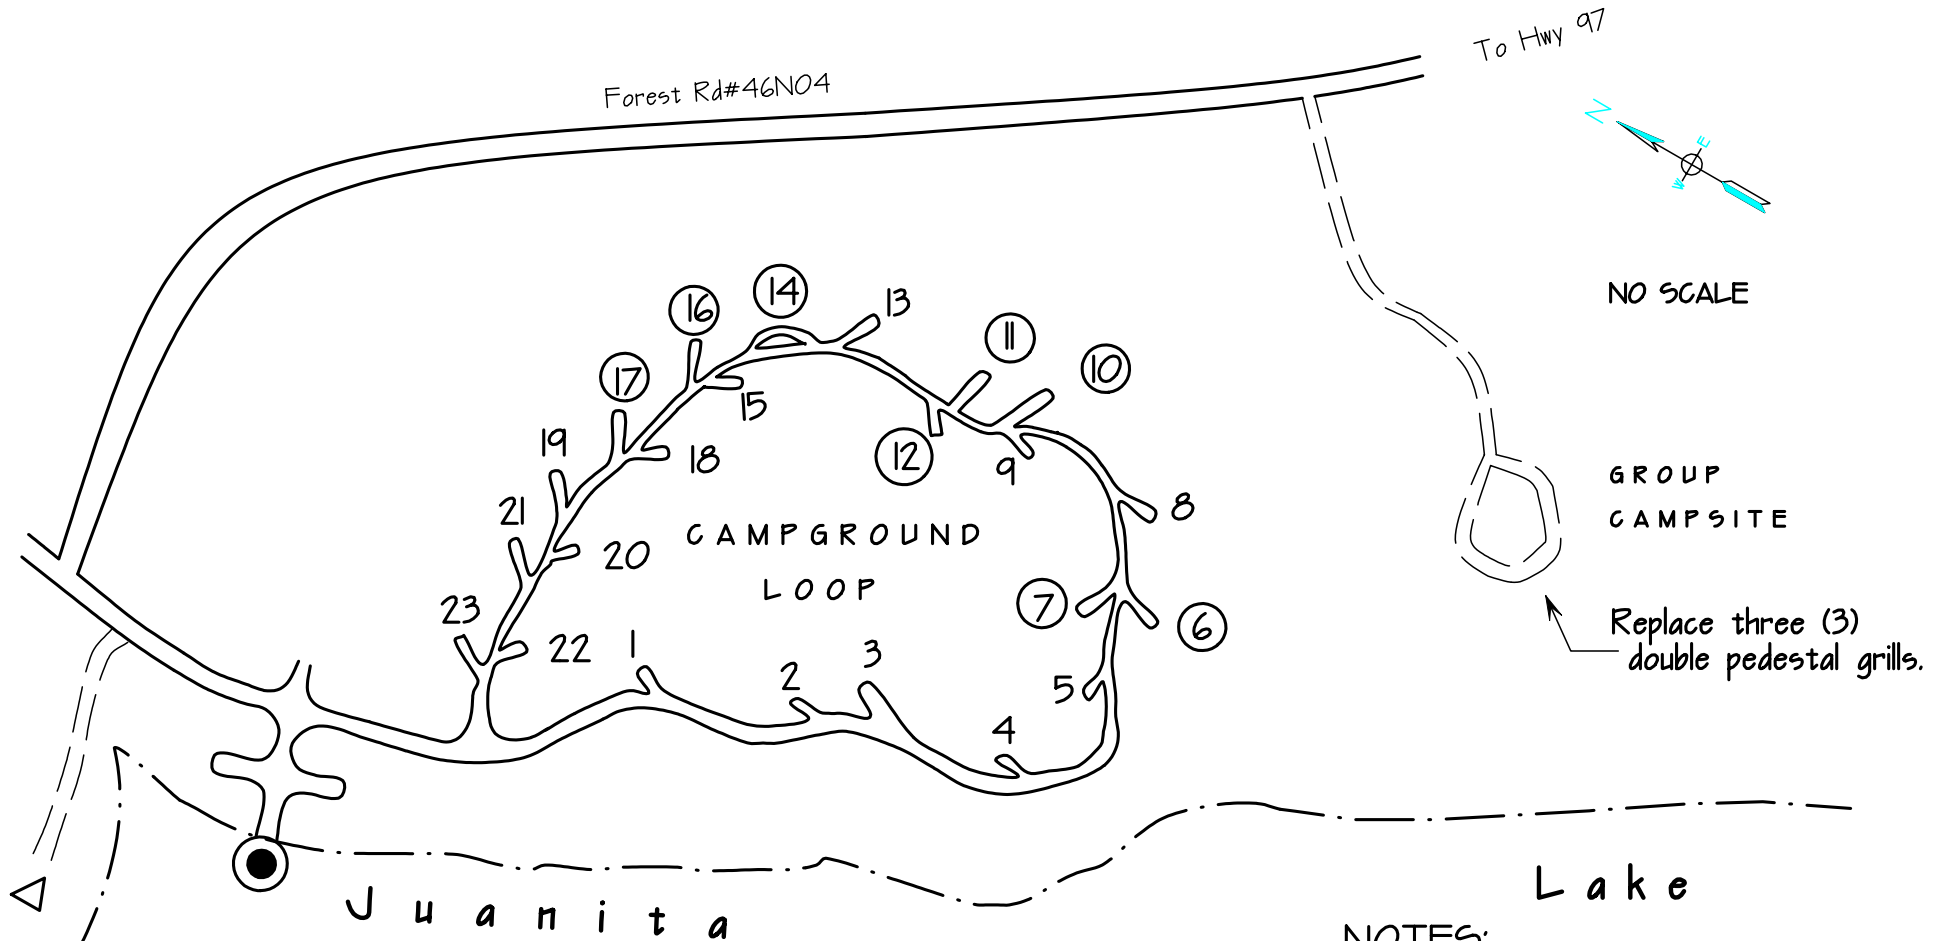 To Hwy 97
Forest Rd#46N04
N
E
W
NO SCALE
14
13
16
11
10
17
15
19
12
9
18
21
8
CAMPGROUND
LOOP
20
GROUP
CAMPSITE
23
22
1
7
6
Replace three (3)
double pedestal grills.
2
3
5
4
Juanita
Lake
NOTES: